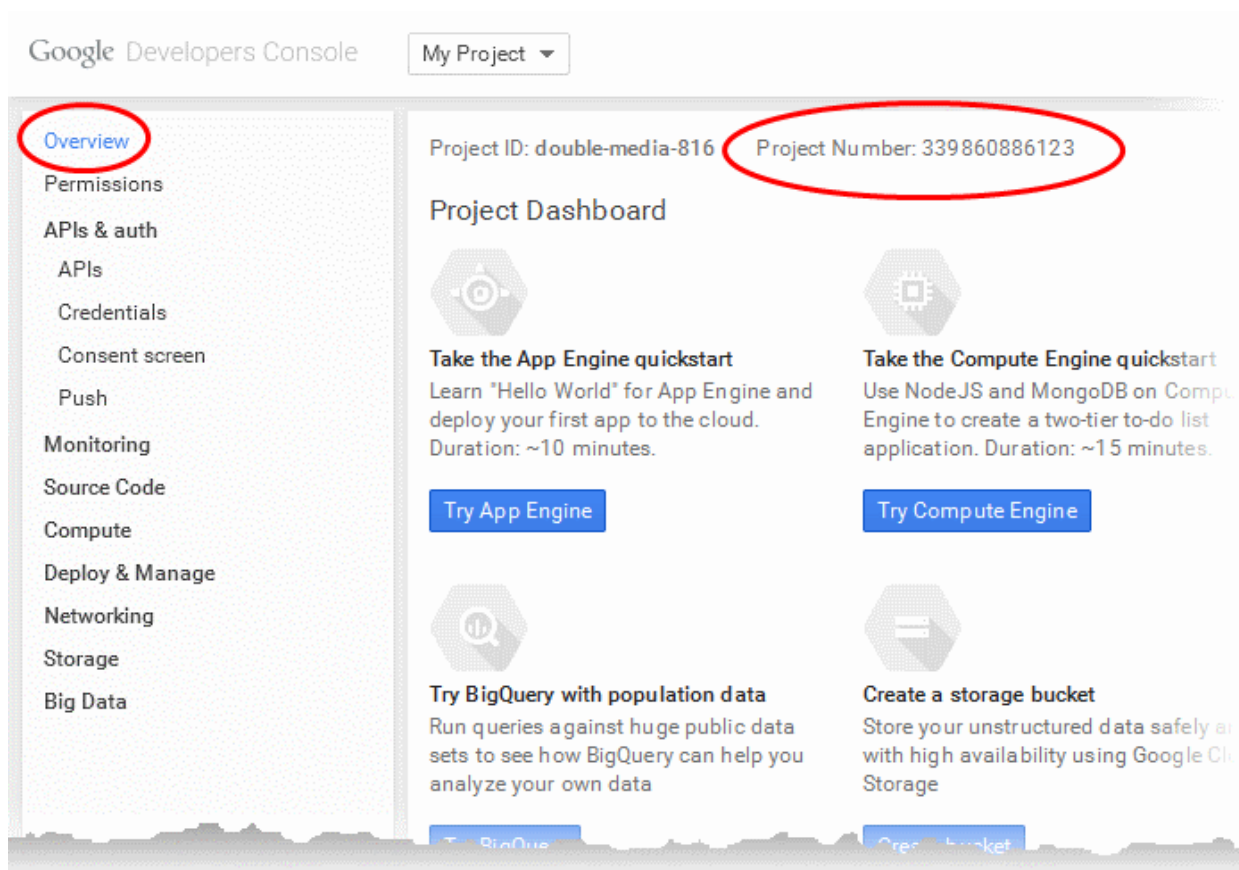 Google Developers Console
My Project
Overview
Permissions
APIs & auth
APIs
Credentials
Consent screen
Push
Monitoring
Source Code
Compute
Deploy & Manage
Networking
Storage
Big Data
Project ID: double-media-816
Project Number: 339860886123
Project Dashboard
Take the App Engine quickstart
Learn "Hello World" for App Engine and
deploy your first app to the cloud.
Duration: ~10 minutes.
Try App Engine
Take the Compute Engine quickstart
Use NodeJS and MongoDB on
Engine to create a two-tier to-do list
application. Duration: ~15 minutes.
Try Compute Engine
Try BigQuery with population data
Run queries against huge public data
sets to see how BigQuery can help you
analyze your own data
Create a storage bucket
Store your unstructured data safely
with high availability using Google
Storage